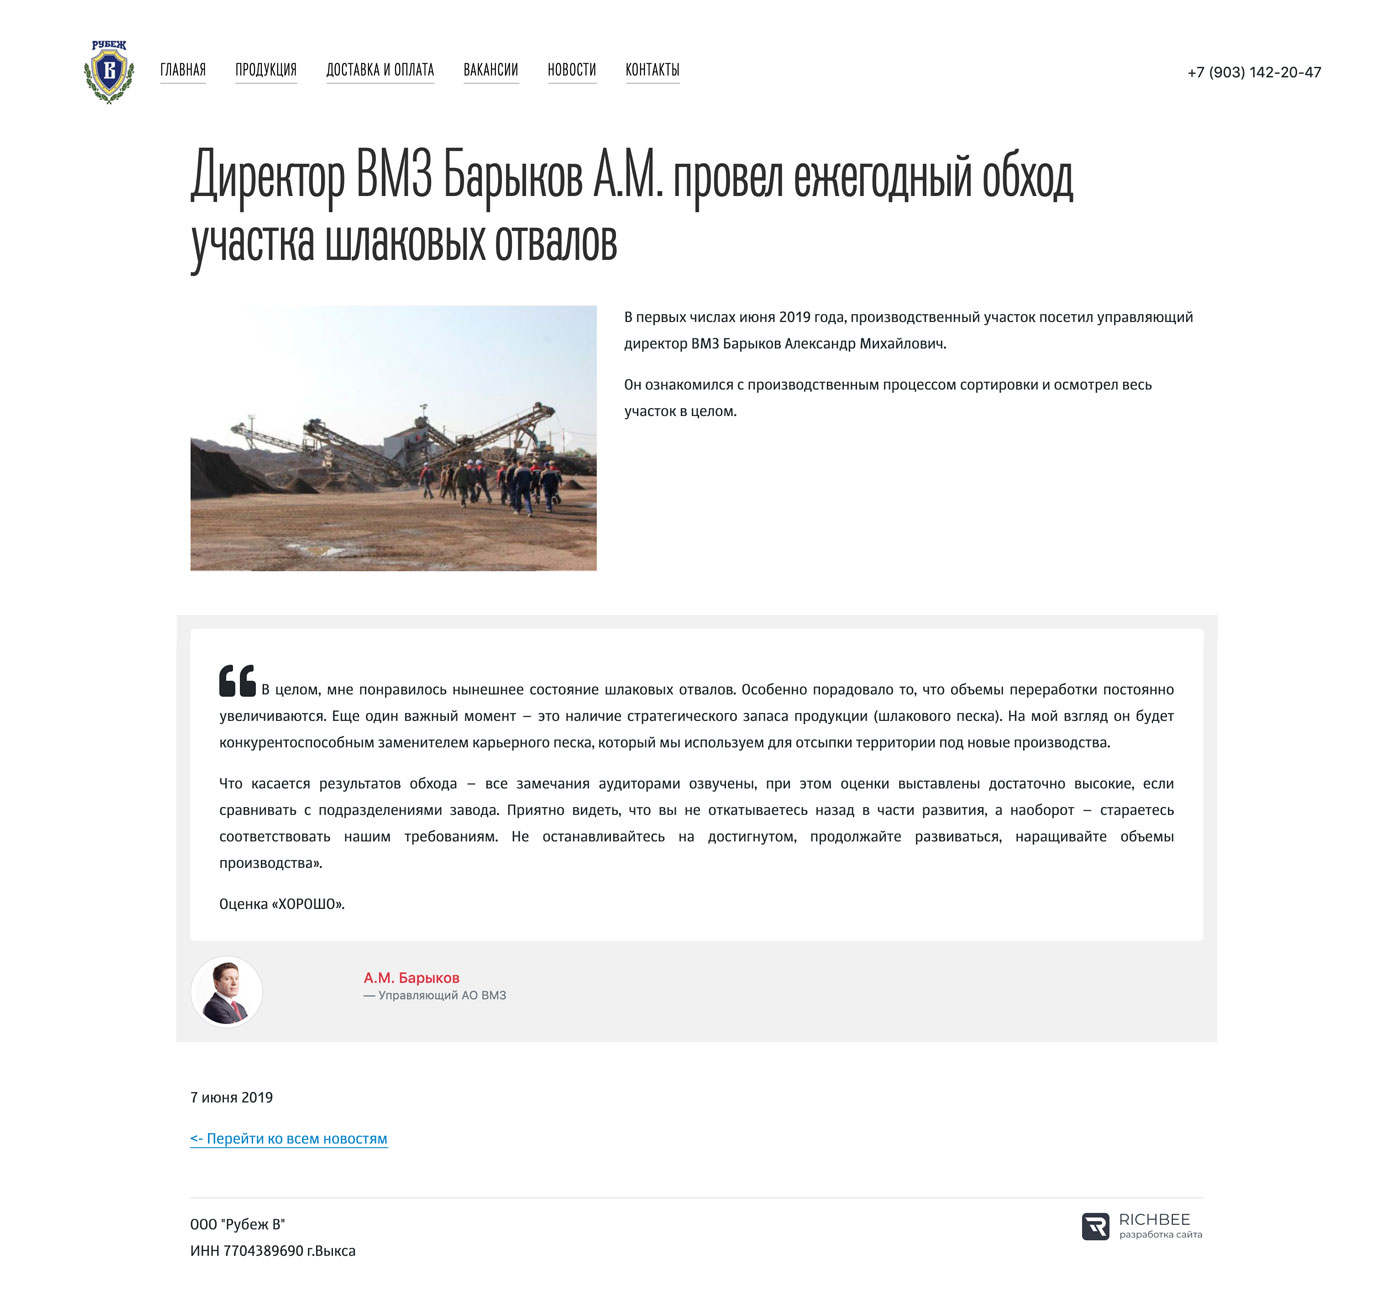 РУБЕЖ
В
ГЛАВНАЯ
ПРОДУКЦИЯ
ДОСТАВКА И ОПЛАТА
ВАКАНСИИ
НОВОСТИ
КОНТАКТЫ
+7 (903) 142-20-47
Директор ВМЗ Барыков А.М. провел ежегодный обход
участка шлаковых отвалов
В первых числах июня 2019 года, производственный участок посетил управляющий
директор ВМЗ Барыков Александр Михайлович.
Он ознакомился с производственным процессом сортировки и осмотрел весь
участок в целом.
“ В целом, мне понравилось нынешнее состояние шлаковых отвалов. Особенно порадовало то, что объемы переработки постоянно
увеличиваются. Еще один важный момент – это наличие стратегического запаса продукции (шлакового песка). На мой взгляд он будет
конкурентоспособным заменителем карьерного песка, который мы используем для отсыпки территории под новые производства.
Что касается результатов обхода – все замечания аудиторами озвучены, при этом оценки выставлены достаточно высокие, если
сравнивать с подразделениями завода. Приятно видеть, что вы не откатываетесь назад в части развития, а наоборот – стараетесь
соответствовать нашим требованиям. Не останавливайтесь на достигнутом, продолжайте развиваться, наращивайте объемы
производства».
Оценка «ХОРОШО».
А.М. Барыков
— Управляющий АО ВМЗ
7 июня 2019
<- Перейти ко всем новостям
ООО "Рубеж В"
ИНН 7704389690 г.Выкса
RICHBEE
разработка сайта